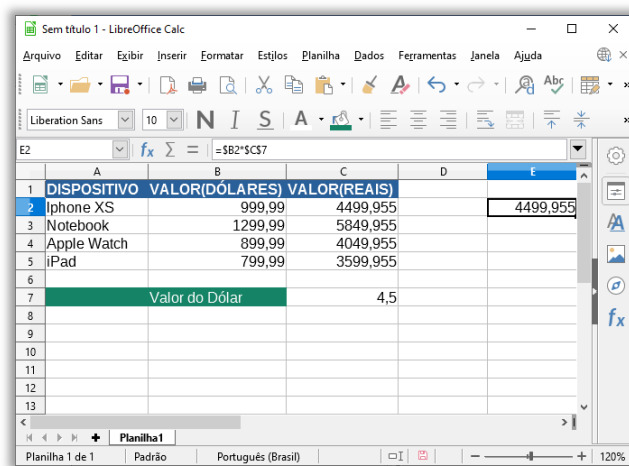 Sem título 1 - LibreOffice Calc
Arquivo Editar Exibir Inserir Formatar Estilos Planilha Dados Ferramentas Janela Ajuda
Abç
Liberation Sans 10 N I S A
E2 fx Σ = =$B2*$C$7
A B C D E
1 DISPOSITIVO VALOR(DÓLARES) VALOR(REAIS)
2 Iphone XS 999,99 4499,955 4499,955
3 Notebook 1299,99 5849,955
4 Apple Watch 899,99 4049,955
5 iPad 799,99 3599,955
6
7 Valor do Dólar 4,5
8
9
10
11
12
13
Planilha1
Planilha 1 de 1 Padrão Português (Brasil) 120%